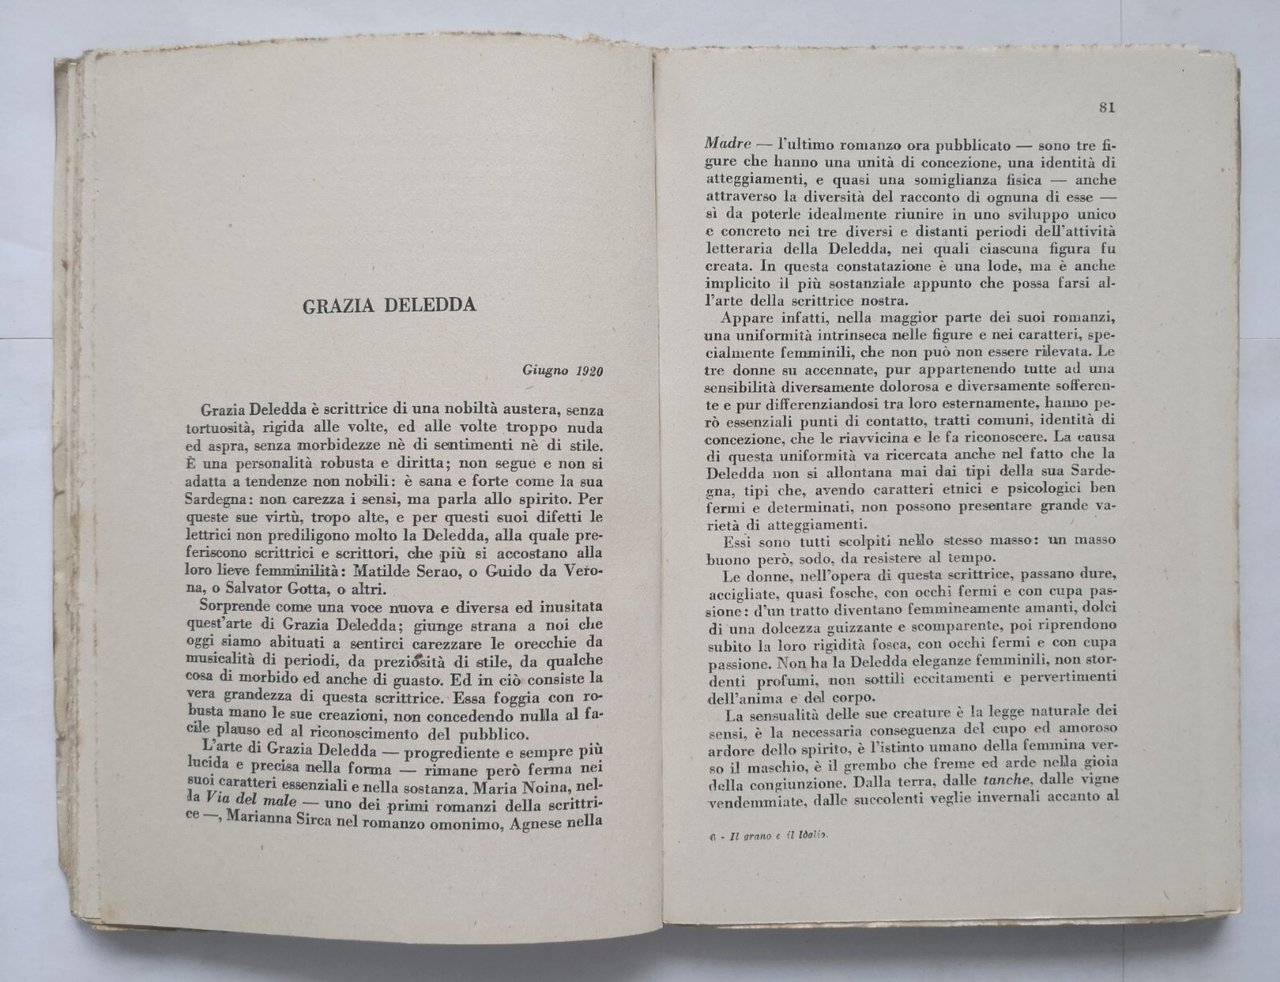 GRAZIA DELEDDA
Giugno 1920
Grazia Deledda è scrittrice di una nobiltà austera, senza
tortuosità, rigida alle volte, ed alle volte troppo nuda
ed aspra, senza morbidezze nè di sentimenti nè di stile.
È una personalità robusta e diritta; non segue e non si
adatta a tendenze non nobili: è sana e forte come la sua
Sardegna: non carezza i sensi, ma parla allo spirito. Per
queste sue virtù, tropo alte, e per questi suoi difetti le
lettrici non prediligono molto la Deledda, alla quale pre-
feriscono scrittrici e scrittori, che più si accostano alla
loro lieve femminilità: Matilde Serao, o Guido da Vero-
na, o Salvator Gotta, o altri.
Sorprende come una voce nuova e diversa ed inusitata
quest'arte di Grazia Deledda; giunge strana a noi che
oggi siamo abituati a sentirci carezzare le orecchie da
musicalità di periodi, da preziosità di stile, da qualche
cosa di morbido ed anche di guasto. Ed in ciò consiste la
vera grandezza di questa scrittrice. Essa foggia con ro-
busta mano le sue creazioni, non concedendo nulla al fa-
cile plauso ed al riconoscimento del pubblico.
L'arte di Grazia Deledda — progrediente e sempre più
lucida e precisa nella forma — rimane però ferma nei
suoi caratteri essenziali e nella sostanza. Maria Noina, nel-
la Via del male — uno dei primi romanzi della scrittri-
ce —, Marianna Sirca nel romanzo omonimo, Agnese nella
81
Madre — l'ultimo romanzo ora pubblicato — sono tre fi-
gure che hanno una unità di concezione, una identità di
atteggiamenti, e quasi una somiglianza fisica — anche
attraverso la diversità del racconto di ognuna di esse —
sì da poterle idealmente riunire in uno sviluppo unico
e concreto nei tre diversi e distanti periodi dell'attività
letteraria della Deledda, nei quali ciascuna figura fu
creata. In questa constatazione è una lode, ma è anche
implicito il più sostanziale appunto che possa farsi al-
l'arte della scrittrice nostra.
Appare infatti, nella maggior parte dei suoi romanzi,
una uniformità intrinseca nelle figure e nei caratteri, spe-
cialmente femminili, che non può non essere rilevata. Le
tre donne su accennate, pur appartenendo tutte ad una
sensibilità diversamente dolorosa e diversamente sofferen-
te e pur differenziandosi tra loro esternamente, hanno pe-
rò essenziali punti di contatto, tratti comuni, identità di
concezione, che le riavvicina e le fa riconoscere. La causa
di questa uniformità va ricercata anche nel fatto che la
Deledda non si allontana mai dai tipi della sua Sarde-
gna, tipi che, avendo caratteri etnici e psicologici ben
fermi e determinati, non possono presentare grande va-
rietà di atteggiamenti.
Essi sono tutti scolpiti nello stesso masso: un masso
buono però, sodo, da resistere al tempo.
Le donne, nell'opera di questa scrittrice, passano dure,
accigliate, quasi fosche, con occhi fermi e con cupa pas-
sione: d'un tratto diventano femmineamente amanti, dolci
di una dolcezza guizzante e scomparente, poi riprendono
subito la loro rigidità fosca, con occhi fermi e con cupa
passione. Non ha la Deledda eleganze femminili, non stor-
denti profumi, non sottili eccitamenti e pervertimenti
dell'anima e del corpo.
La sensualità delle sue creature è la legge naturale dei
sensi, è la necessaria conseguenza del cupo ed amoroso
ardore dello spirito, è l'istinto umano della femmina ver-
so il maschio, è il grembo che freme ed arde nella gioia
della congiunzione. Dalla terra, dalle tanche, dalle vigne
vendemmiate, dalle succolenti veglie invernali accanto al
6 - Il grano e il lòglio.